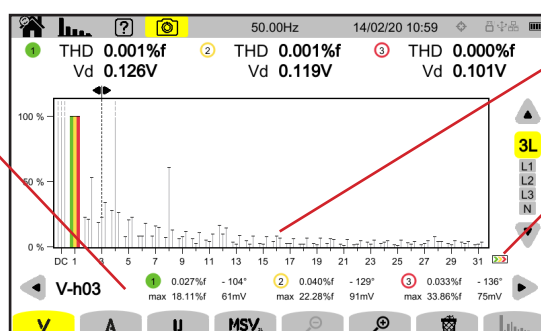 ? 50.00Hz 14/02/20 10:59
1 THD 0.001%f 2 THD 0.001%f 3 THD 0.000%f
Vd 0.126V Vd 0.119V Vd 0.101V
100 %
50 %
0 %
3L
L1
L2
L3
N
DC 1 3 5 7 9 11 13 15 17 19 21 23 25 27 29 31
V-h03
1 0.027%f - 104° 2 0.040%f - 129° 3 0.033%f - 136°
max 18.11%f 61mV max 22.28%f 91mV max 33.86%f 75mV
V A U MSV